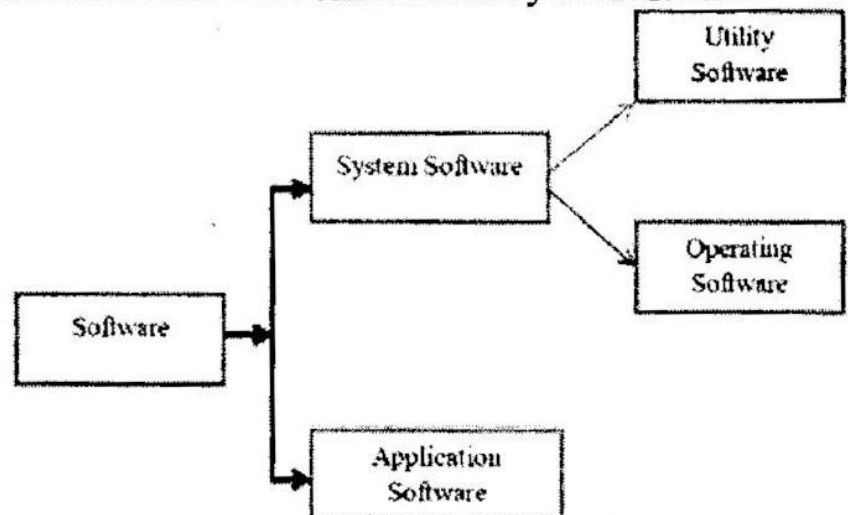 Utility
Software
System Software
Operating
Software
Software
Application
Software